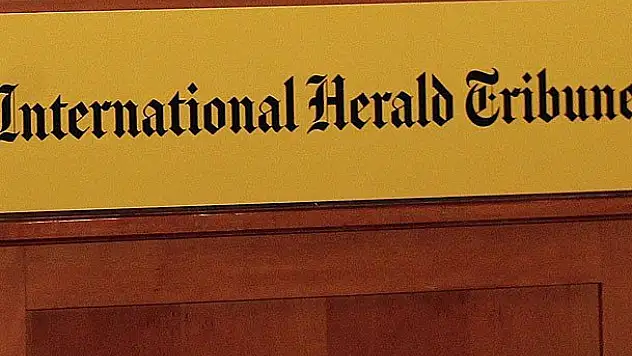 International Herald Tribune